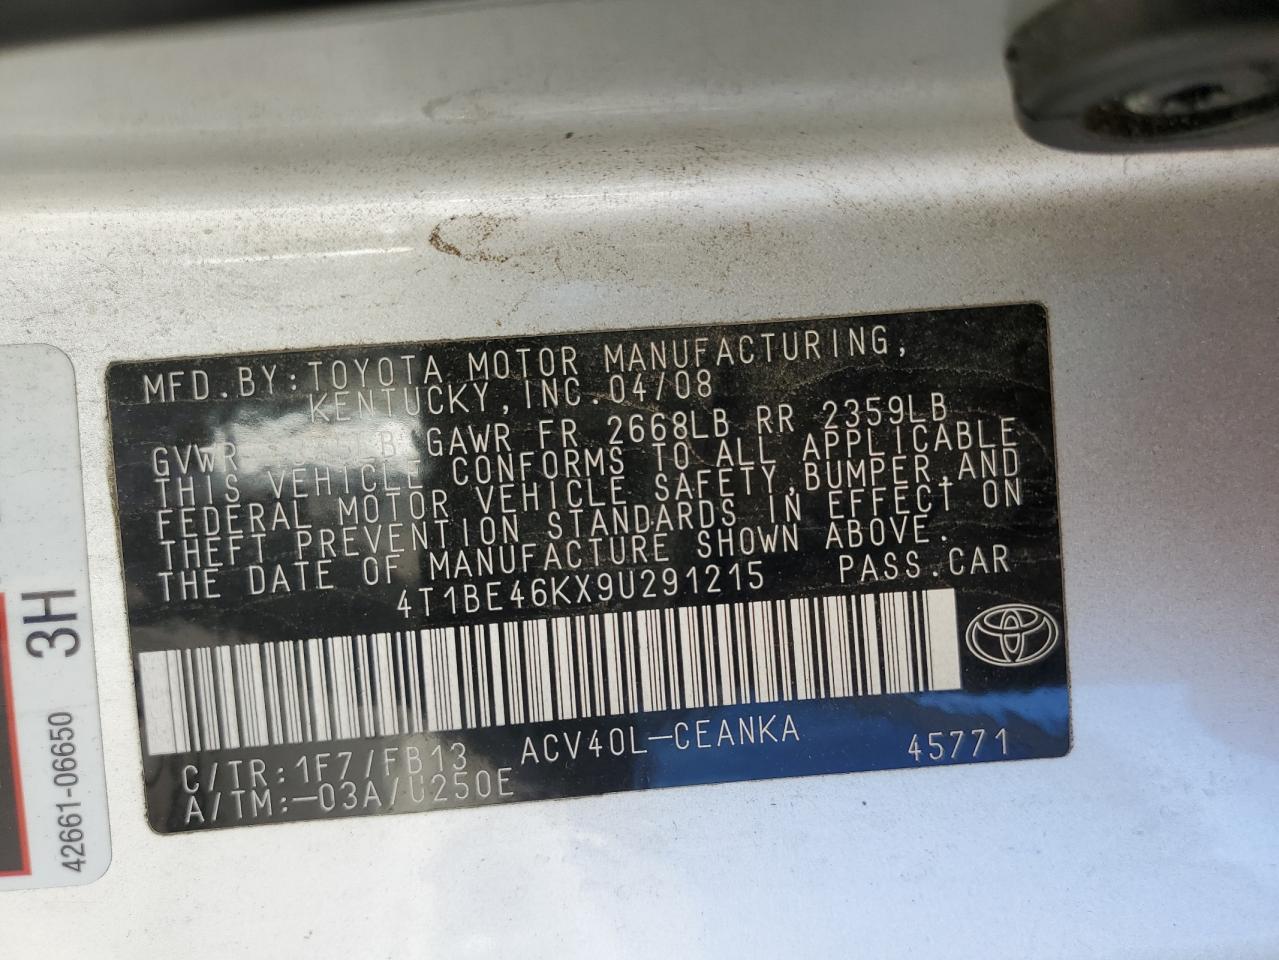 MFD.BY:TOYOTA MOTOR MANUFACTURING,
KENTUCKY,INC.04/08
GVWR GAWR FR 2668LB RR 2359LB
THIS VEHICLE CONFORMS TO ALL APPLICABLE
FEDERAL MOTOR VEHICLE SAFETY,BUMPER,AND
THEFT PREVENTION STANDARDS IN EFFECT ON
THE DATE OF MANUFACTURE SHOWN ABOVE.
4T1BE46KX9U291215 PASS.CAR
ACV40L-CEANKA 45771
C/TR:1F7/FB13
A/TM:-03A/U250E
42661-06650 3H